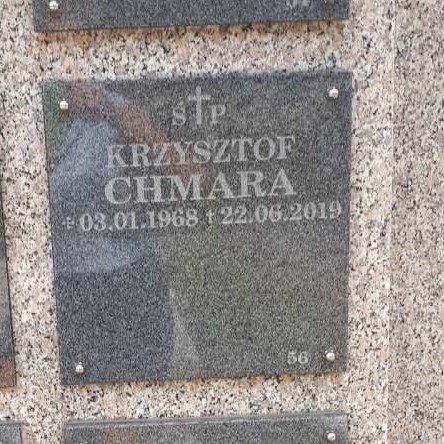 Ś † P
KRZYSZTOF
CHMARA
* 03.01.1968 † 22.06.2019
56